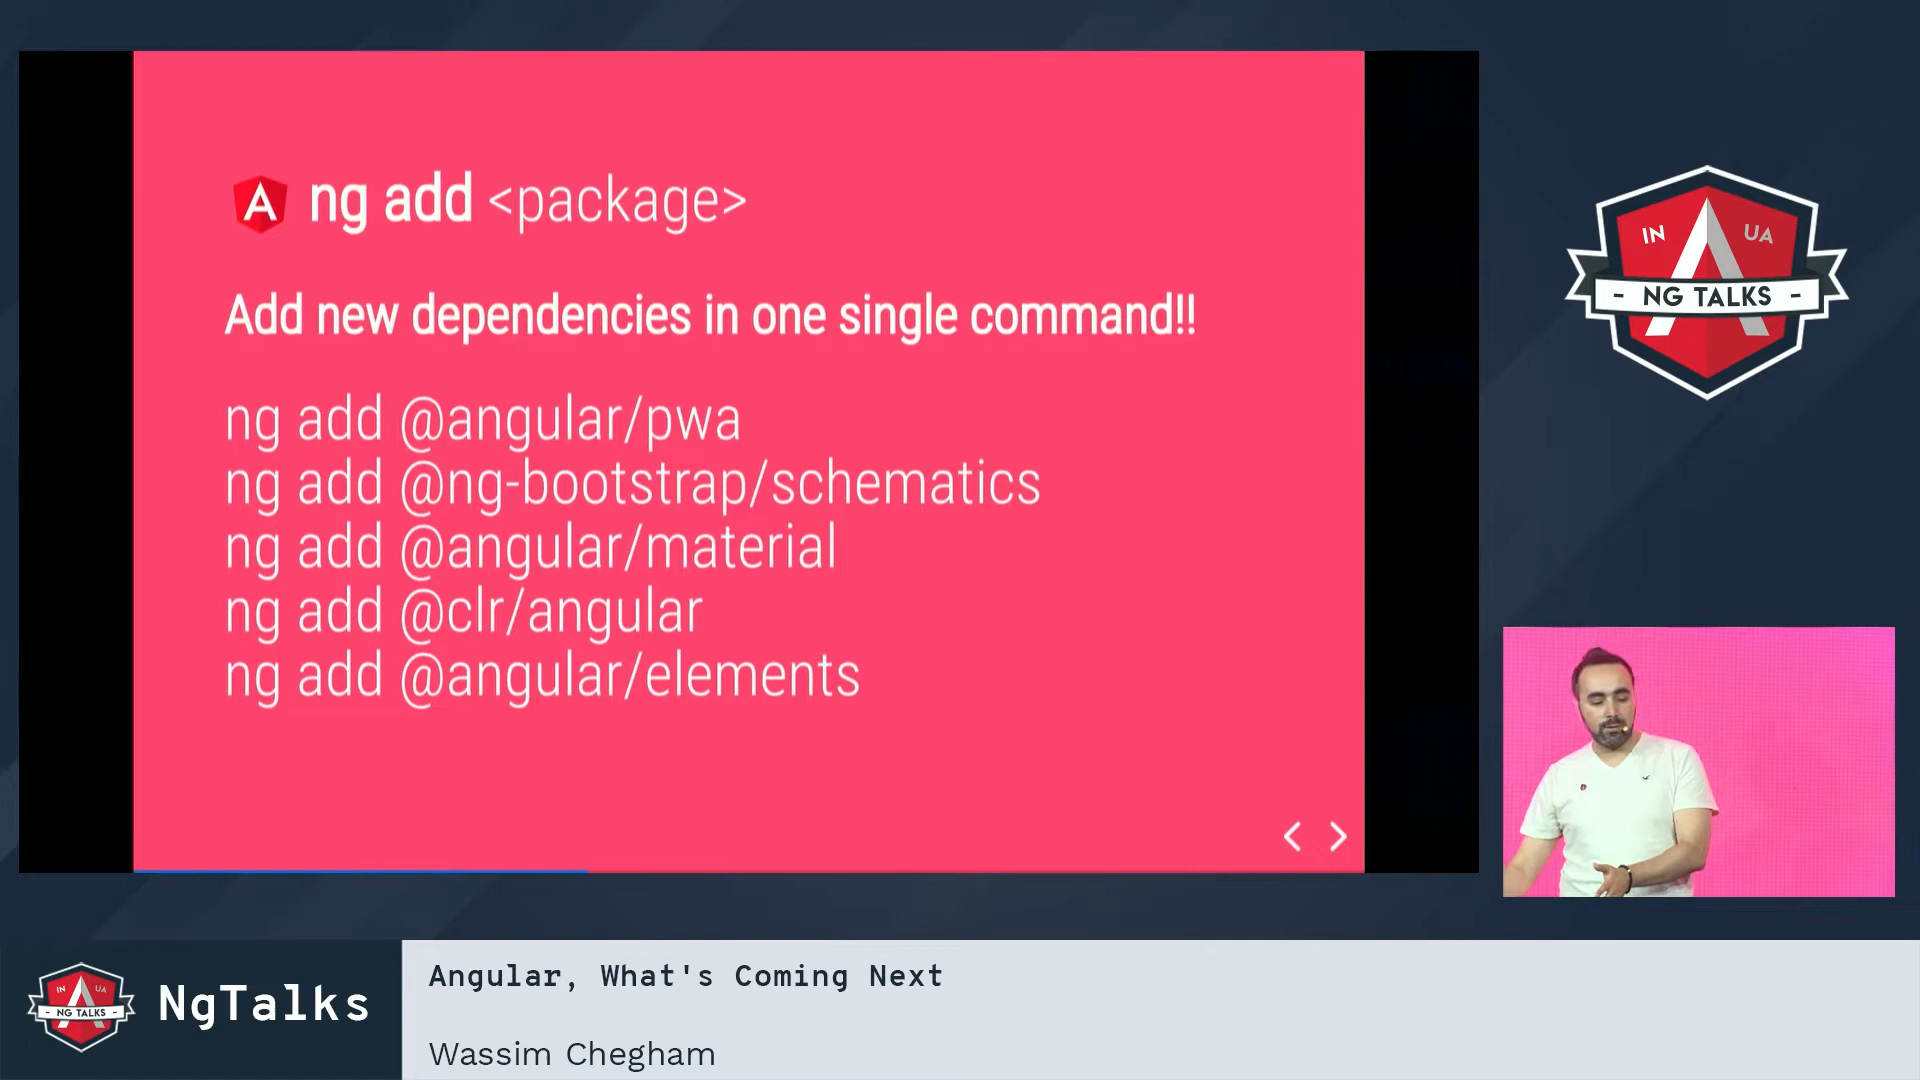 A ng add <package>
Add new dependencies in one single command!!
ng add @angular/pwa
ng add @ng-bootstrap/schematics
ng add @angular/material
ng add @clr/angular
ng add @angular/elements
< >
IN UA
- NG TALKS -
IN UA
- NG TALKS -
NgTalks
Angular, What's Coming Next
Wassim Chegham